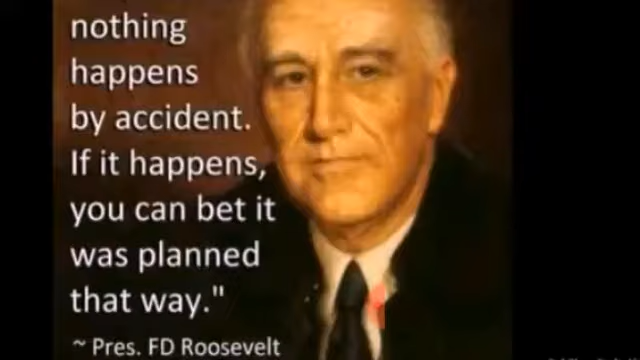 nothing
happens
by accident.
If it happens,
you can bet it
was planned
that way."
~ Pres. FD Roosevelt